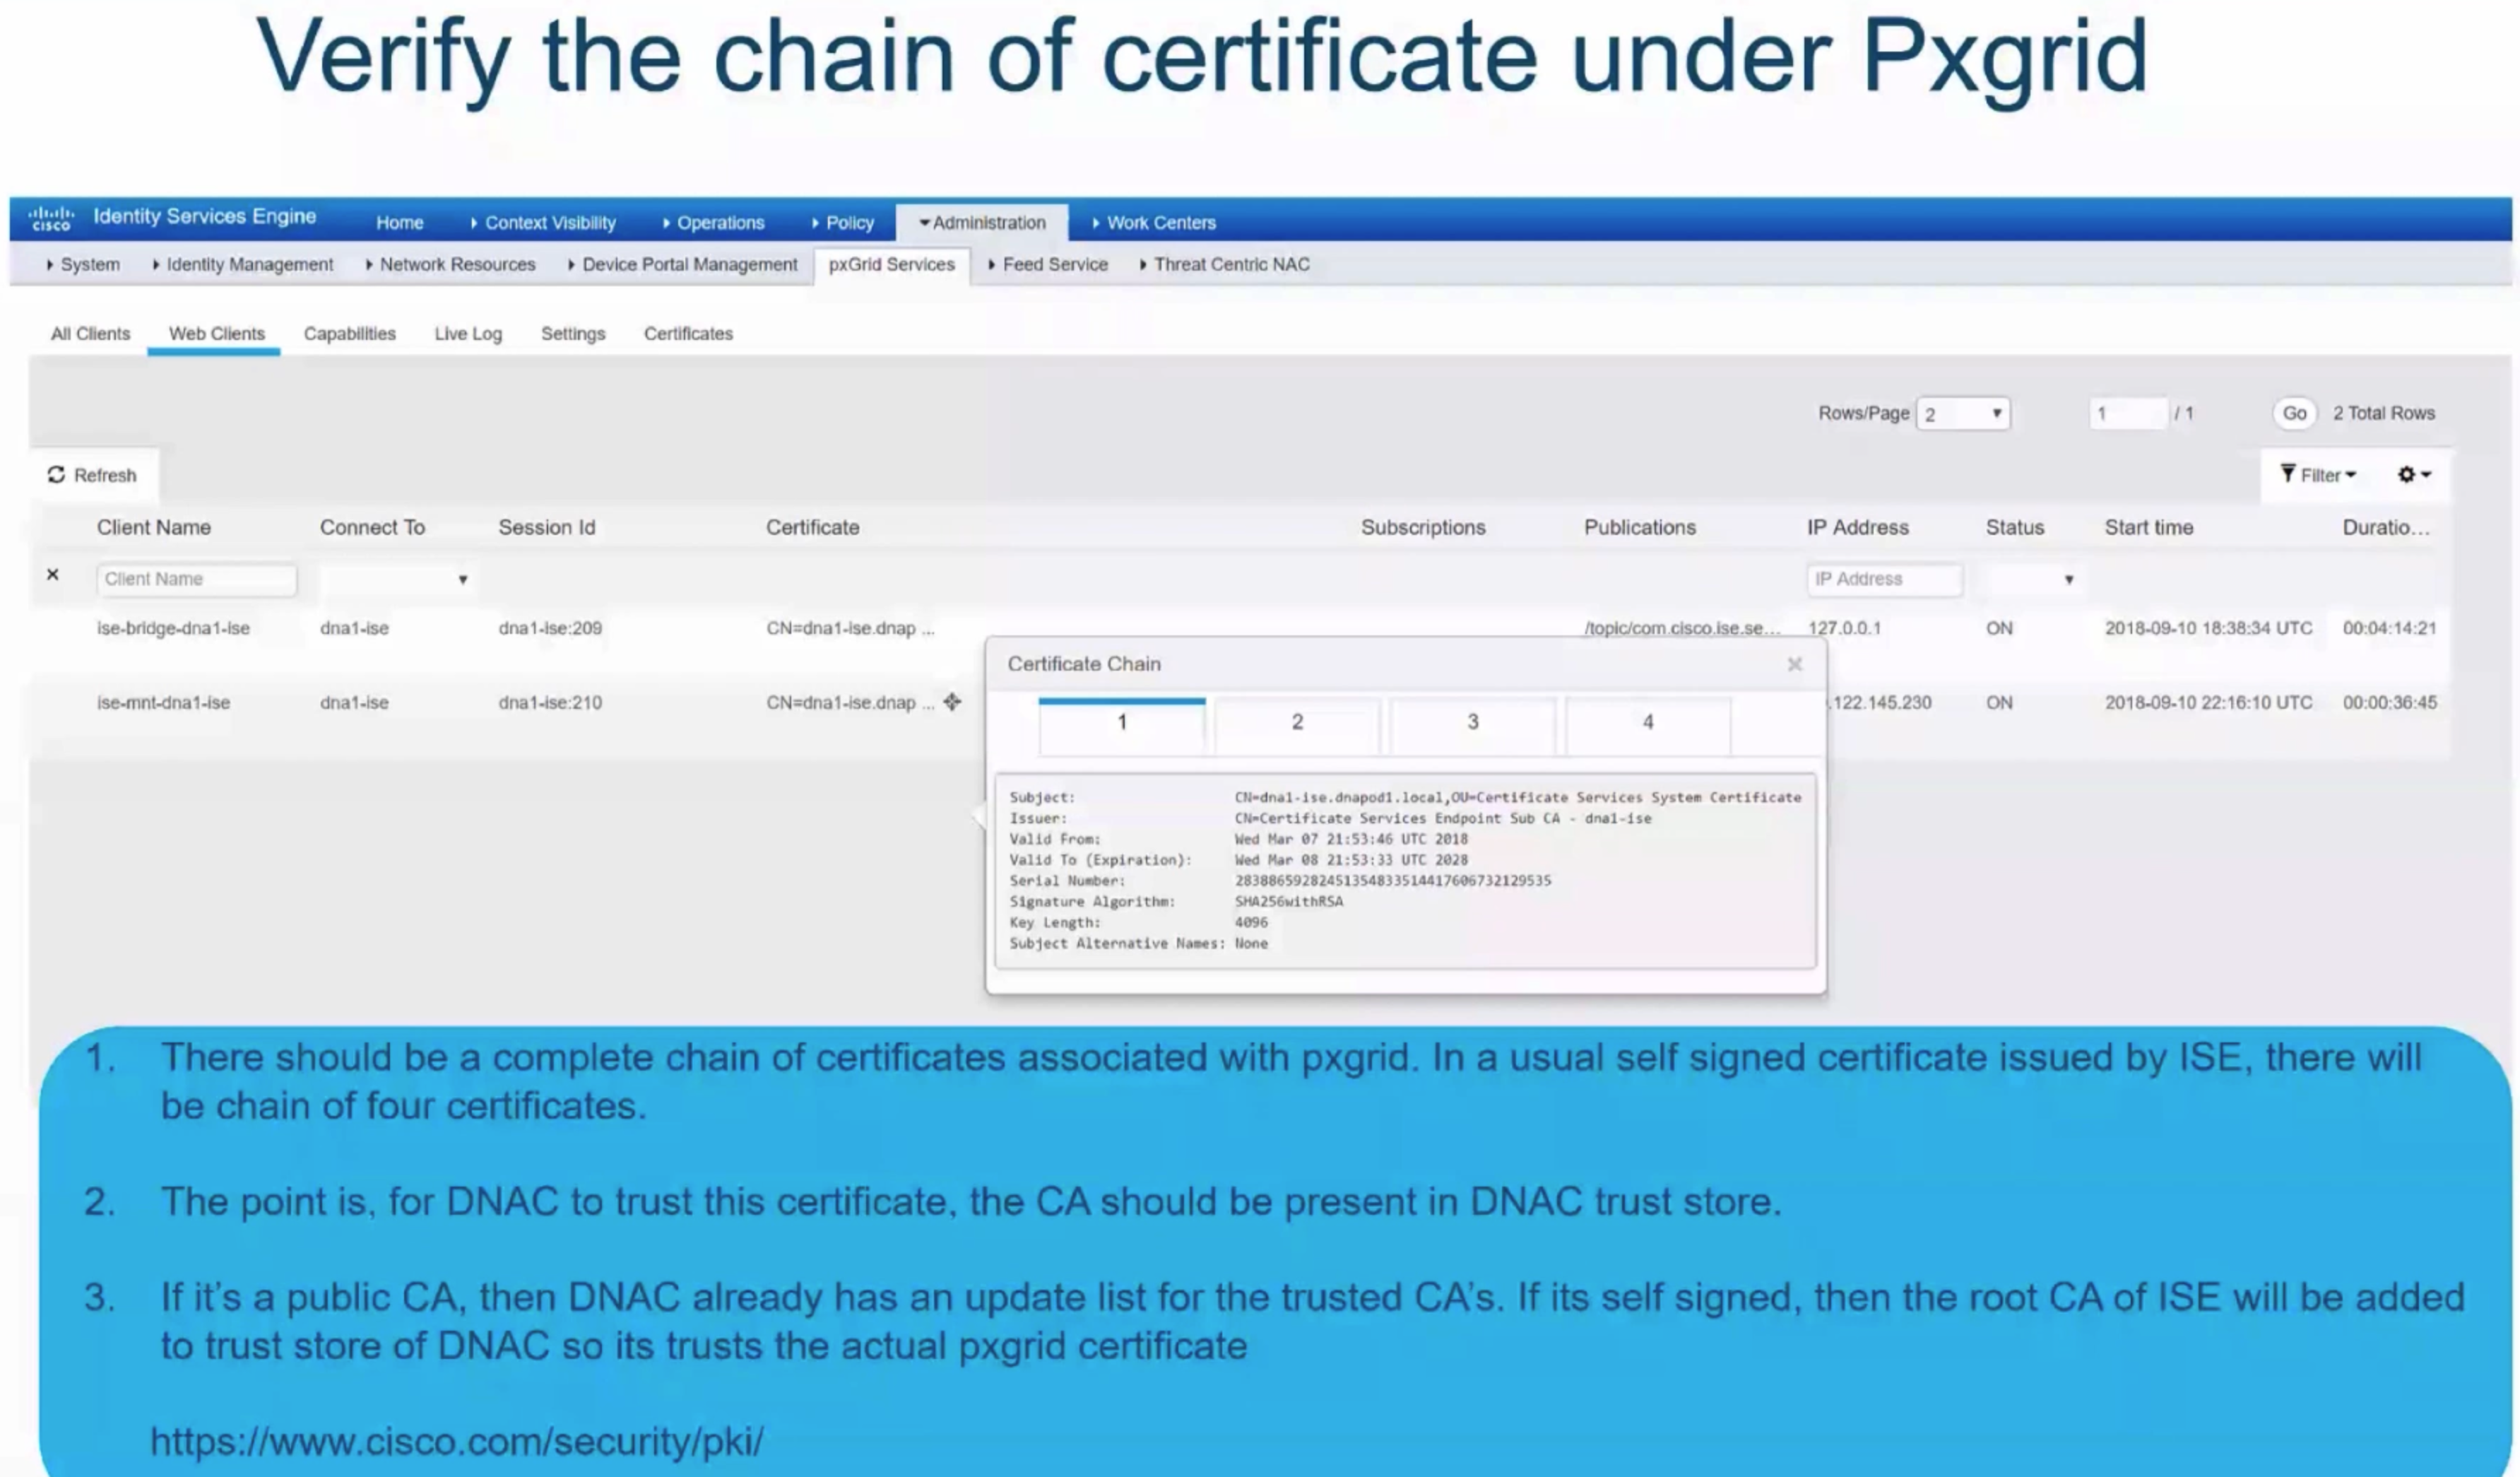 Verify the chain of certificate under Pxgrid
cisco Identity Services Engine Home Context Visibility Operations Policy Administration Work Centers
System Identity Management Network Resources Device Portal Management pxGrid Services Feed Service Threat Centric NAC
All Clients Web Clients Capabilities Live Log Settings Certificates
Rows/Page 2 1 / 1 Go 2 Total Rows
Refresh Filter
Client Name Connect To Session Id Certificate Subscriptions Publications IP Address Status Start time Duratio...
Client Name IP Address
ise-bridge-dna1-ise dna1-ise dna1-ise:209 CN=dna1-ise.dnap ... /topic/com.cisco.ise.se... 127.0.0.1 ON 2018-09-10 18:38:34 UTC 00:04:14:21
ise-mnt-dna1-ise dna1-ise dna1-ise:210 CN=dna1-ise.dnap ... .122.145.230 ON 2018-09-10 22:16:10 UTC 00:00:36:45
Certificate Chain
1 2 3 4
Subject: CN=dna1-ise.dnapod1.local,OU=Certificate Services System Certificate
Issuer: CN=Certificate Services Endpoint Sub CA - dna1-ise
Valid From: Wed Mar 07 21:53:46 UTC 2018
Valid To (Expiration): Wed Mar 08 21:53:33 UTC 2028
Serial Number: 28388659282451354833514417606732129535
Signature Algorithm: SHA256withRSA
Key Length: 4096
Subject Alternative Names: None
1. There should be a complete chain of certificates associated with pxgrid. In a usual self signed certificate issued by ISE, there will
be chain of four certificates.
2. The point is, for DNAC to trust this certificate, the CA should be present in DNAC trust store.
3. If it's a public CA, then DNAC already has an update list for the trusted CA's. If its self signed, then the root CA of ISE will be added
to trust store of DNAC so its trusts the actual pxgrid certificate
https://www.cisco.com/security/pki/